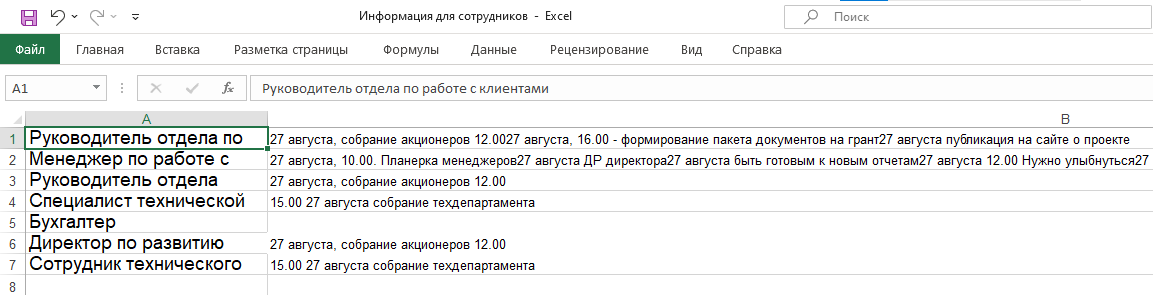 Информация для сотрудников - Excel
Поиск
Файл Главная Вставка Разметка страницы Формулы Данные Рецензирование Вид Справка
A1 fx Руководитель отдела по работе с клиентами
A B
1 Руководитель отдела по 27 августа, собрание акционеров 12.0027 августа, 16.00 - формирование пакета документов на грант27 августа публикация на сайте о проекте
2 Менеджер по работе с 27 августа, 10.00. Планерка менеджеров27 августа ДР директора27 августа быть готовым к новым отчетам27 августа 12.00 Нужно улыбнуться27
3 Руководитель отдела 27 августа, собрание акционеров 12.00
4 Специалист технической 15.00 27 августа собрание техдепартамента
5 Бухгалтер
6 Директор по развитию 27 августа, собрание акционеров 12.00
7 Сотрудник технического 15.00 27 августа собрание техдепартамента
8